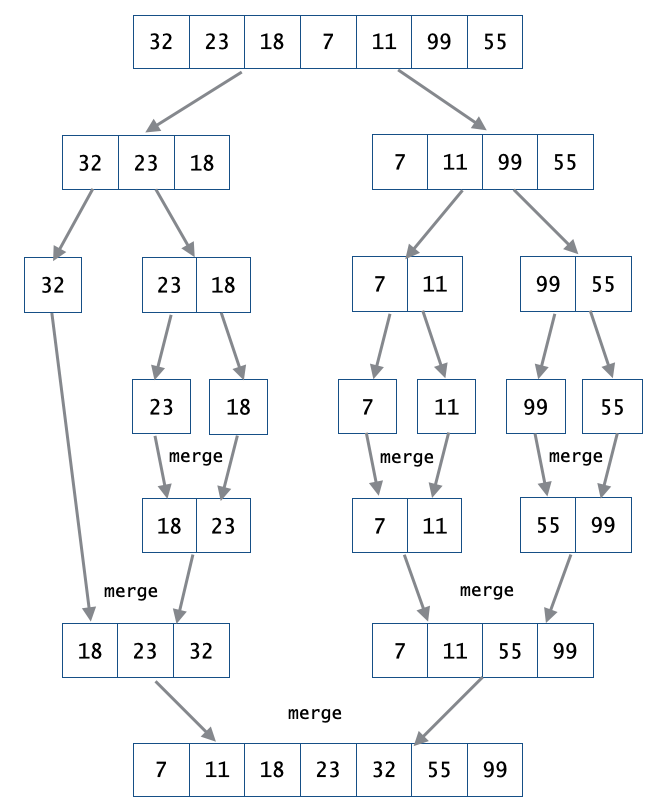 32 23 18 7 11 99 55
32 23 18 7 11 99 55
32 23 18 7 11 99 55
23 18 7 11 99 55
merge merge merge
18 23 7 11 55 99
merge merge
18 23 32 7 11 55 99
merge
7 11 18 23 32 55 99